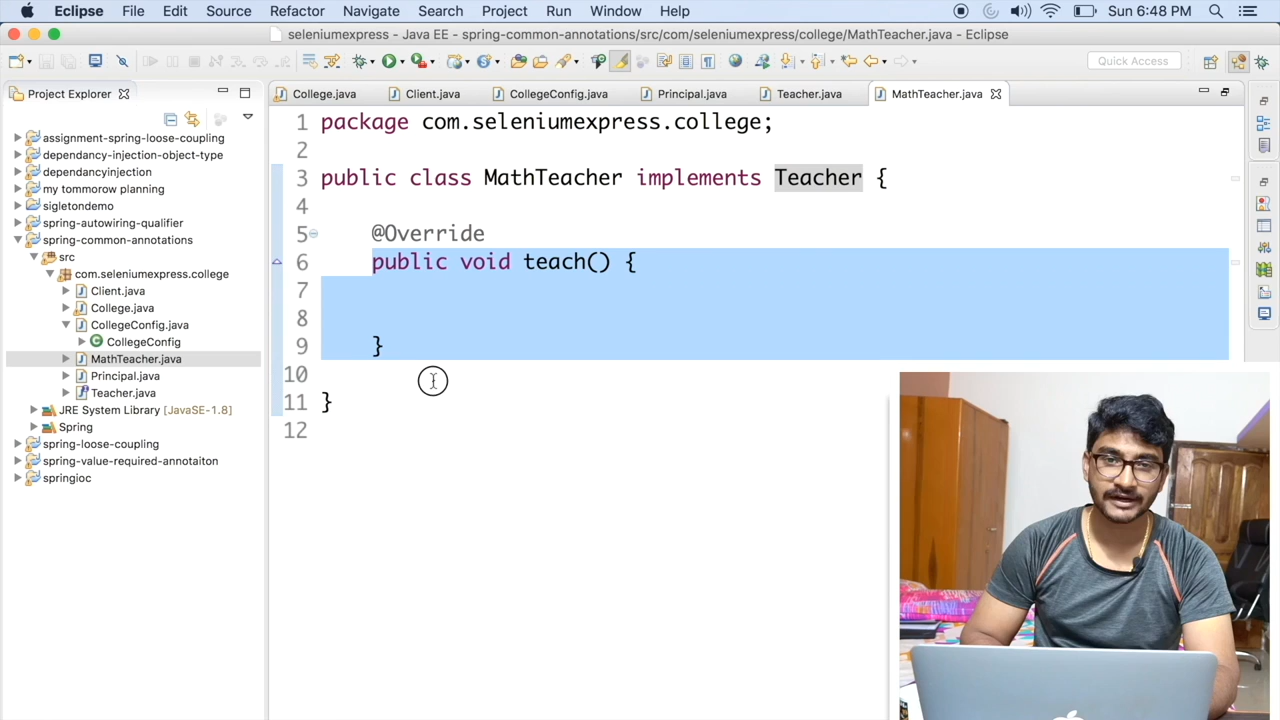 Eclipse File Edit Source Refactor Navigate Search Project Run Window Help Sun 6:48 PM
seleniumexpress - Java EE - spring-common-annotations/src/com/seleniumexpress/college/MathTeacher.java - Eclipse
Quick Access
Project Explorer
College.java Client.java CollegeConfig.java Principal.java Teacher.java MathTeacher.java
assignment-spring-loose-coupling
dependancy-injection-object-type
dependancyinjection
my tommorow planning
sigletondemo
spring-autowiring-qualifier
spring-common-annotations
src
com.seleniumexpress.college
Client.java
College.java
CollegeConfig.java
CollegeConfig
MathTeacher.java
Principal.java
Teacher.java
JRE System Library [JavaSE-1.8]
Spring
spring-loose-coupling
spring-value-required-annotaiton
springioc
1 package com.seleniumexpress.college;
2
3 public class MathTeacher implements Teacher {
4
5 @Override
6 public void teach() {
7
8
9 }
10
11 }
12